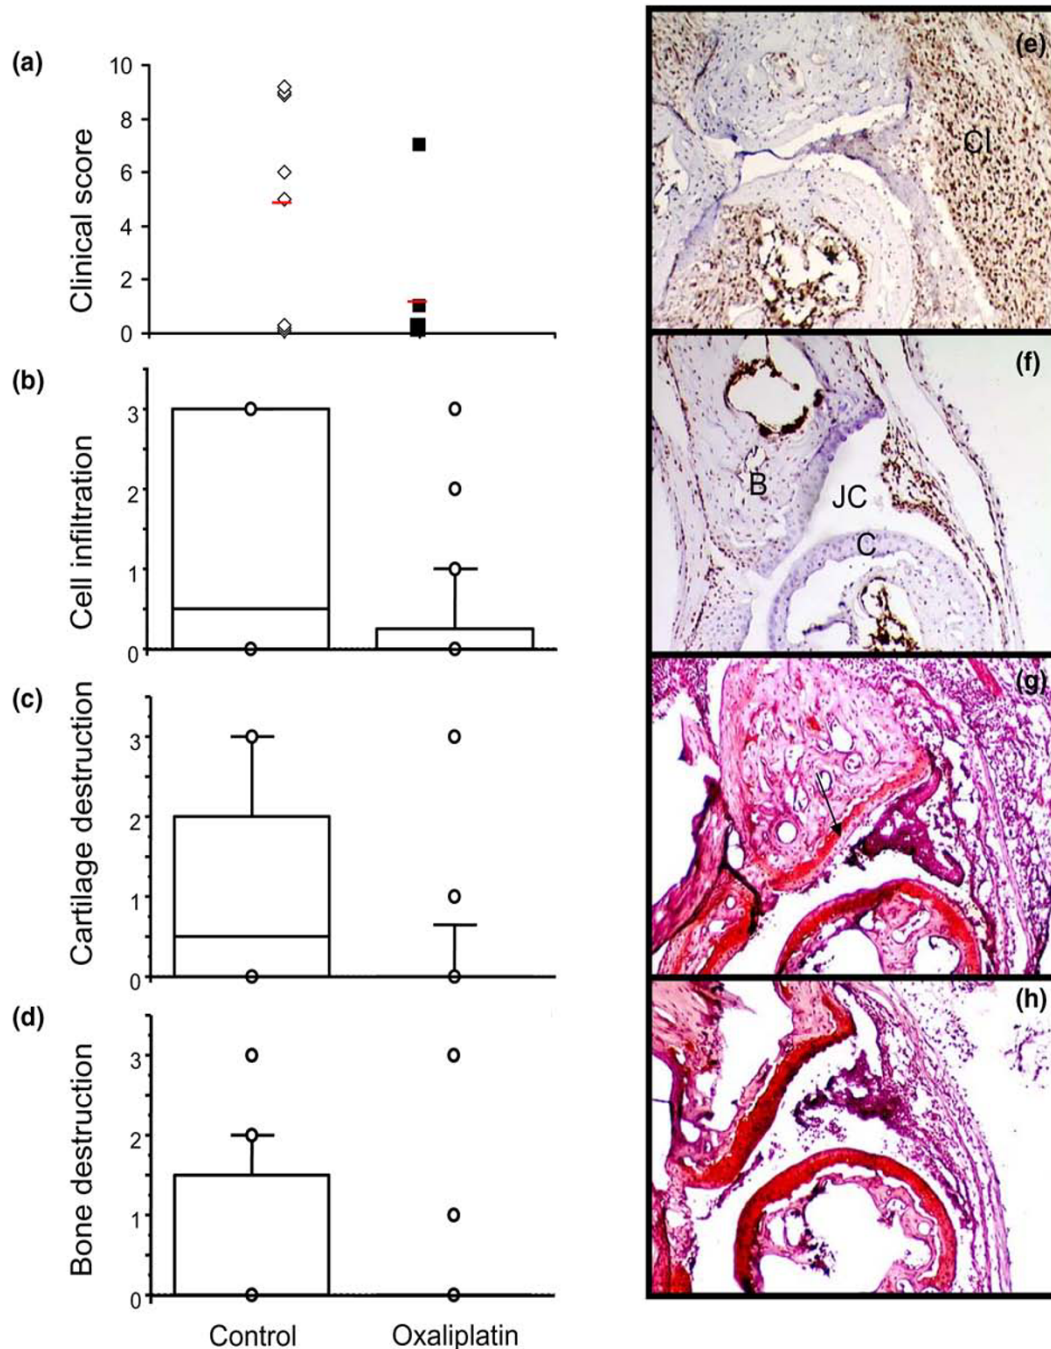 (a)
Clinical score
10
8
6
4
2
0
(b)
Cell infiltration
3
2
1
0
(c)
Cartilage destruction
3
2
1
0
(d)
Bone destruction
3
2
1
0
Control
Oxaliplatin
(e)
CI
(f)
B
JC
C
(g)
(h)